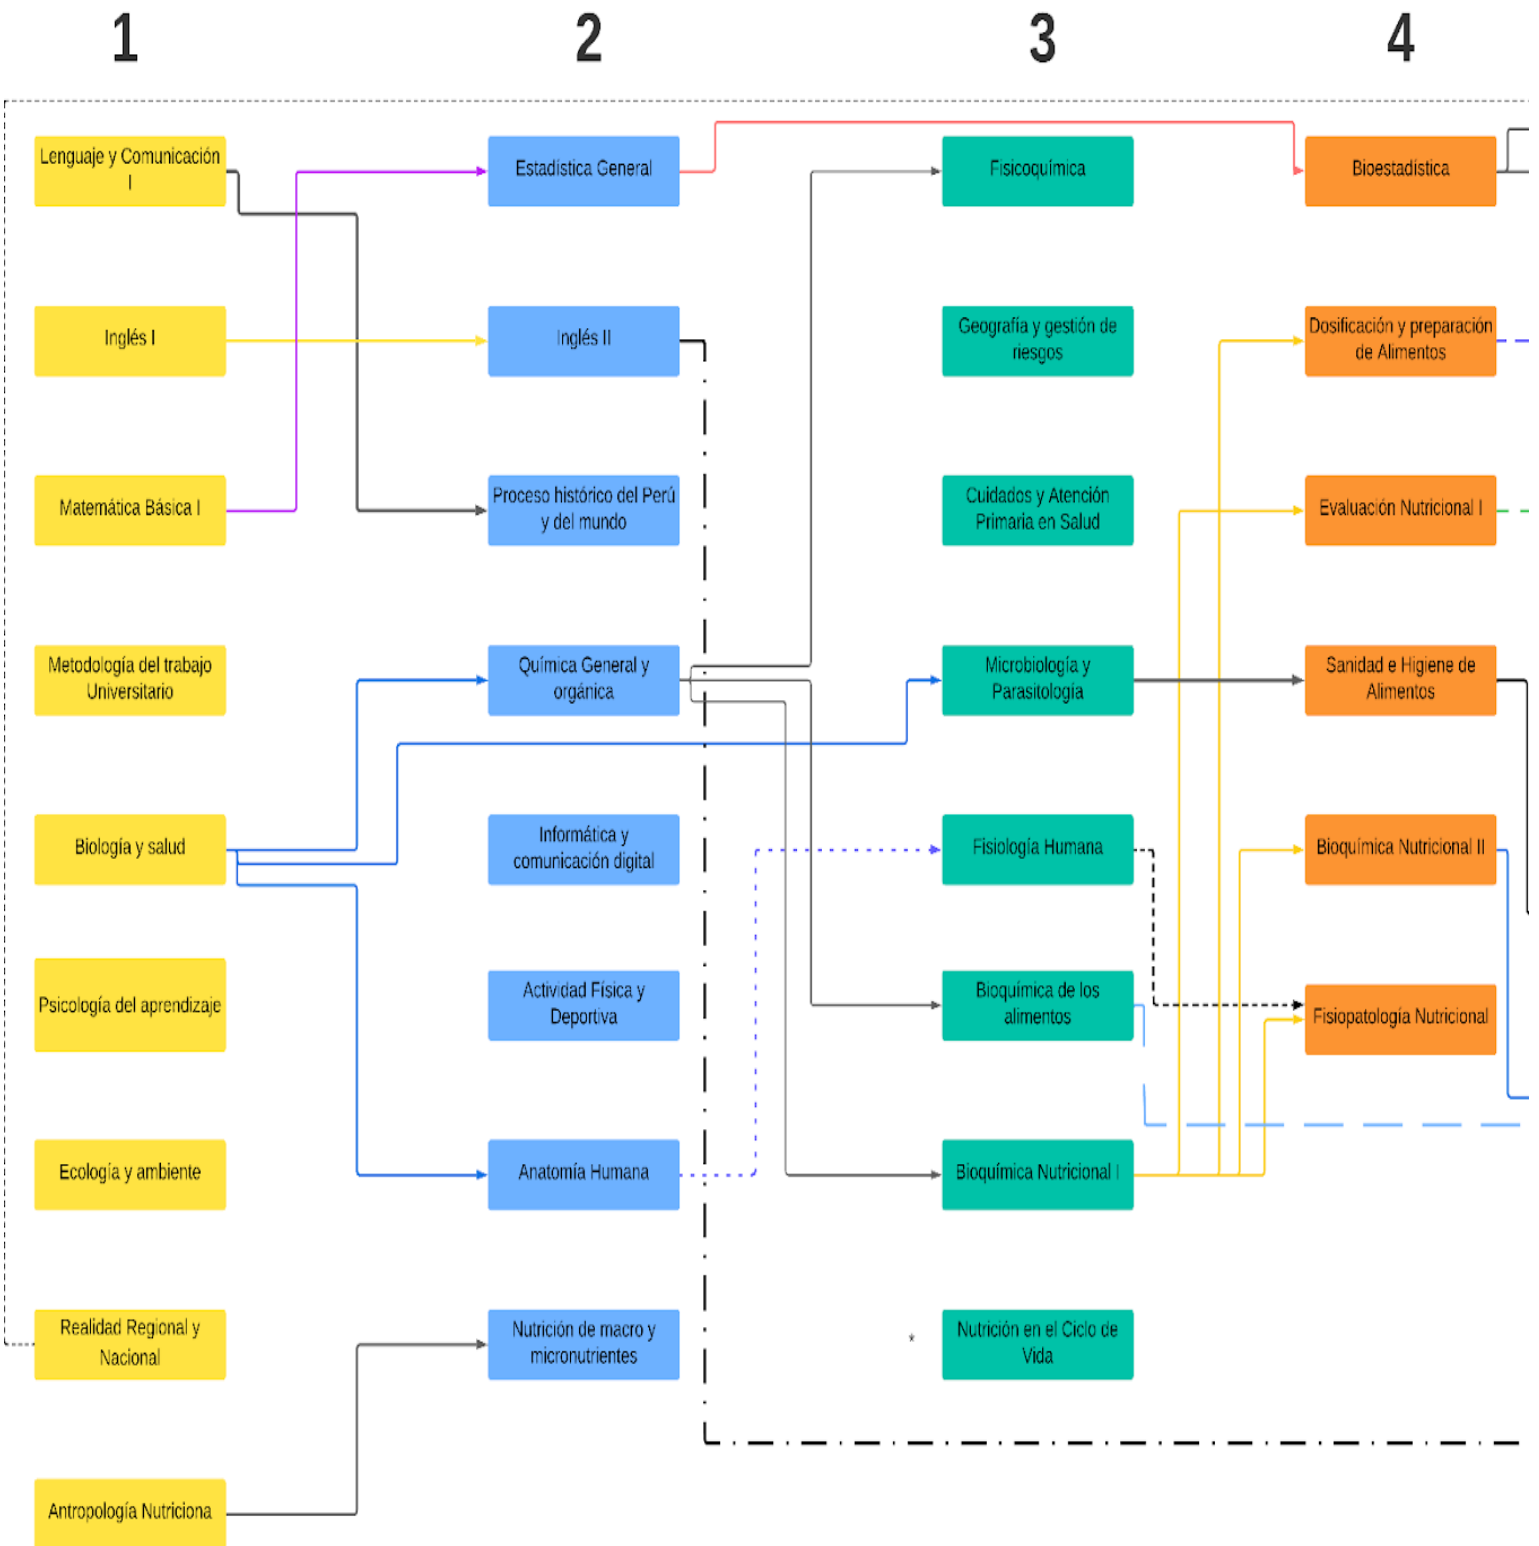 1
2
3
4
Lenguaje y Comunicación
I
Estadística General
Fisicoquímica
Bioestadística
Inglés I
Inglés II
Geografía y gestión de
riesgos
Dosificación y preparación
de Alimentos
Matemática Básica I
Proceso histórico del Perú
y del mundo
Cuidados y Atención
Primaria en Salud
Evaluación Nutricional I
Metodología del trabajo
Universitario
Química General y
orgánica
Microbiología y
Parasitología
Sanidad e Higiene de
Alimentos
Biología y salud
Informática y
comunicación digital
Fisiología Humana
Bioquímica Nutricional II
Psicología del aprendizaje
Actividad Física y
Deportiva
Bioquímica de los
alimentos
Fisiopatología Nutricional
Ecología y ambiente
Anatomía Humana
Bioquímica Nutricional I
Realidad Regional y
Nacional
Nutrición de macro y
micronutrientes
*
Nutrición en el Ciclo de
Vida
Antropología Nutriciona